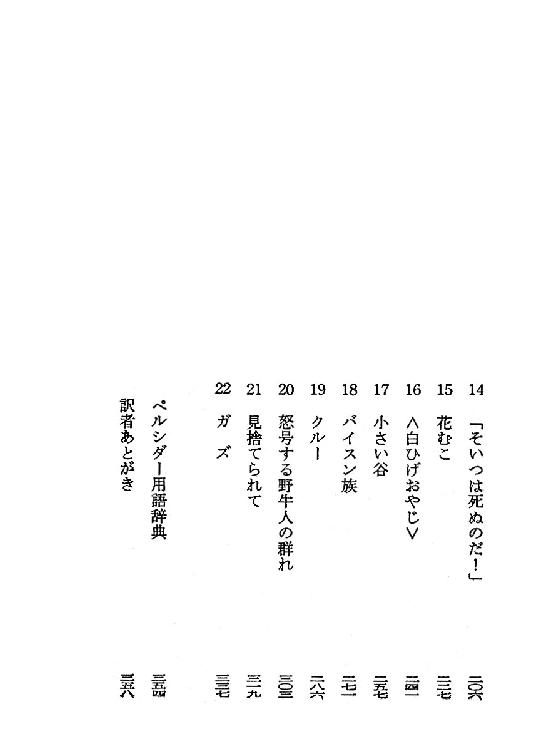 14 「そいつは死ぬのだ！」 二〇六
15 花むこ 二二七
16 〈白ひげおやじ〉 二四一
17 小さい谷 二五七
18 バイスン族 二七一
19 クルー 二八六
20 怒号する野牛人の群れ 三〇三
21 見捨てられて 三一九
22 ガズ 三三七
ペルシダー用語辞典 三五四
訳者あとがき 三五八